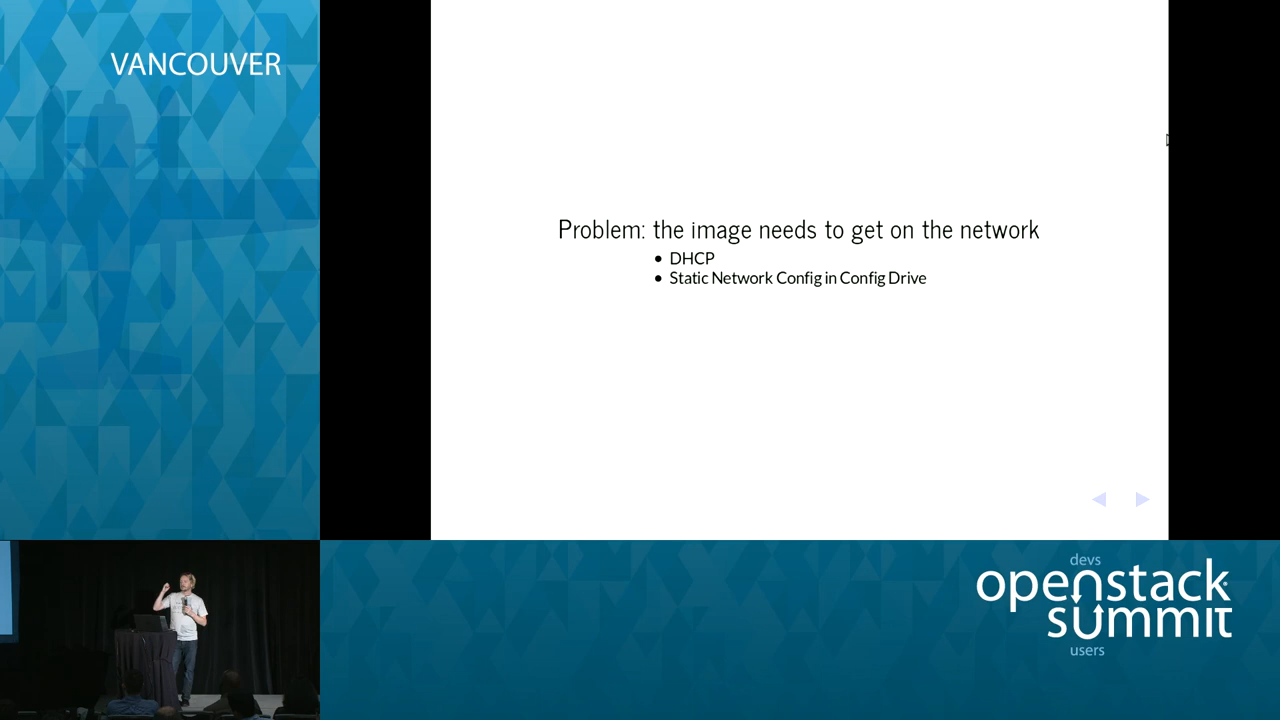 VANCOUVER
Problem: the image needs to get on the network
• DHCP
• Static Network Config in Config Drive
devs
openstack
summit
users